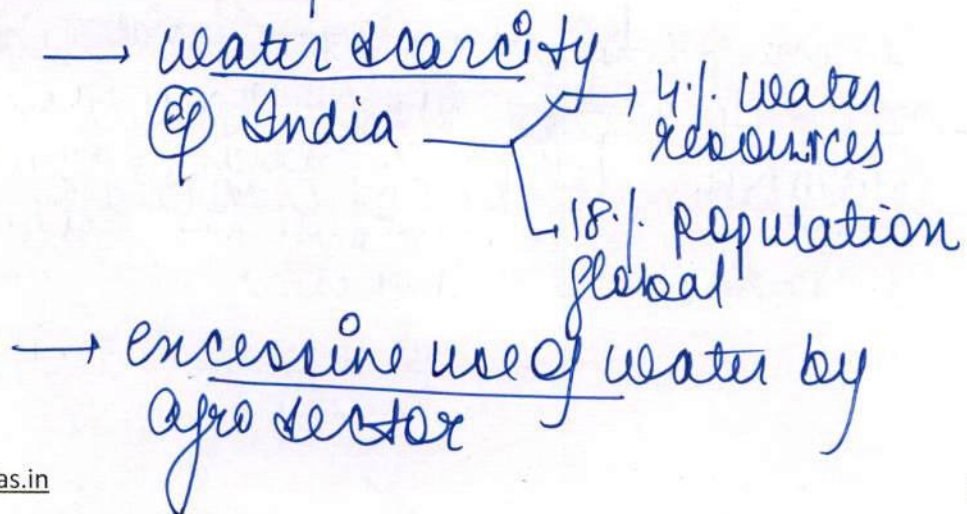 → water scarcity
eg India → 4% water
resources
↳ 18% population
global
→ excessive use of water by
agro sector
as.in